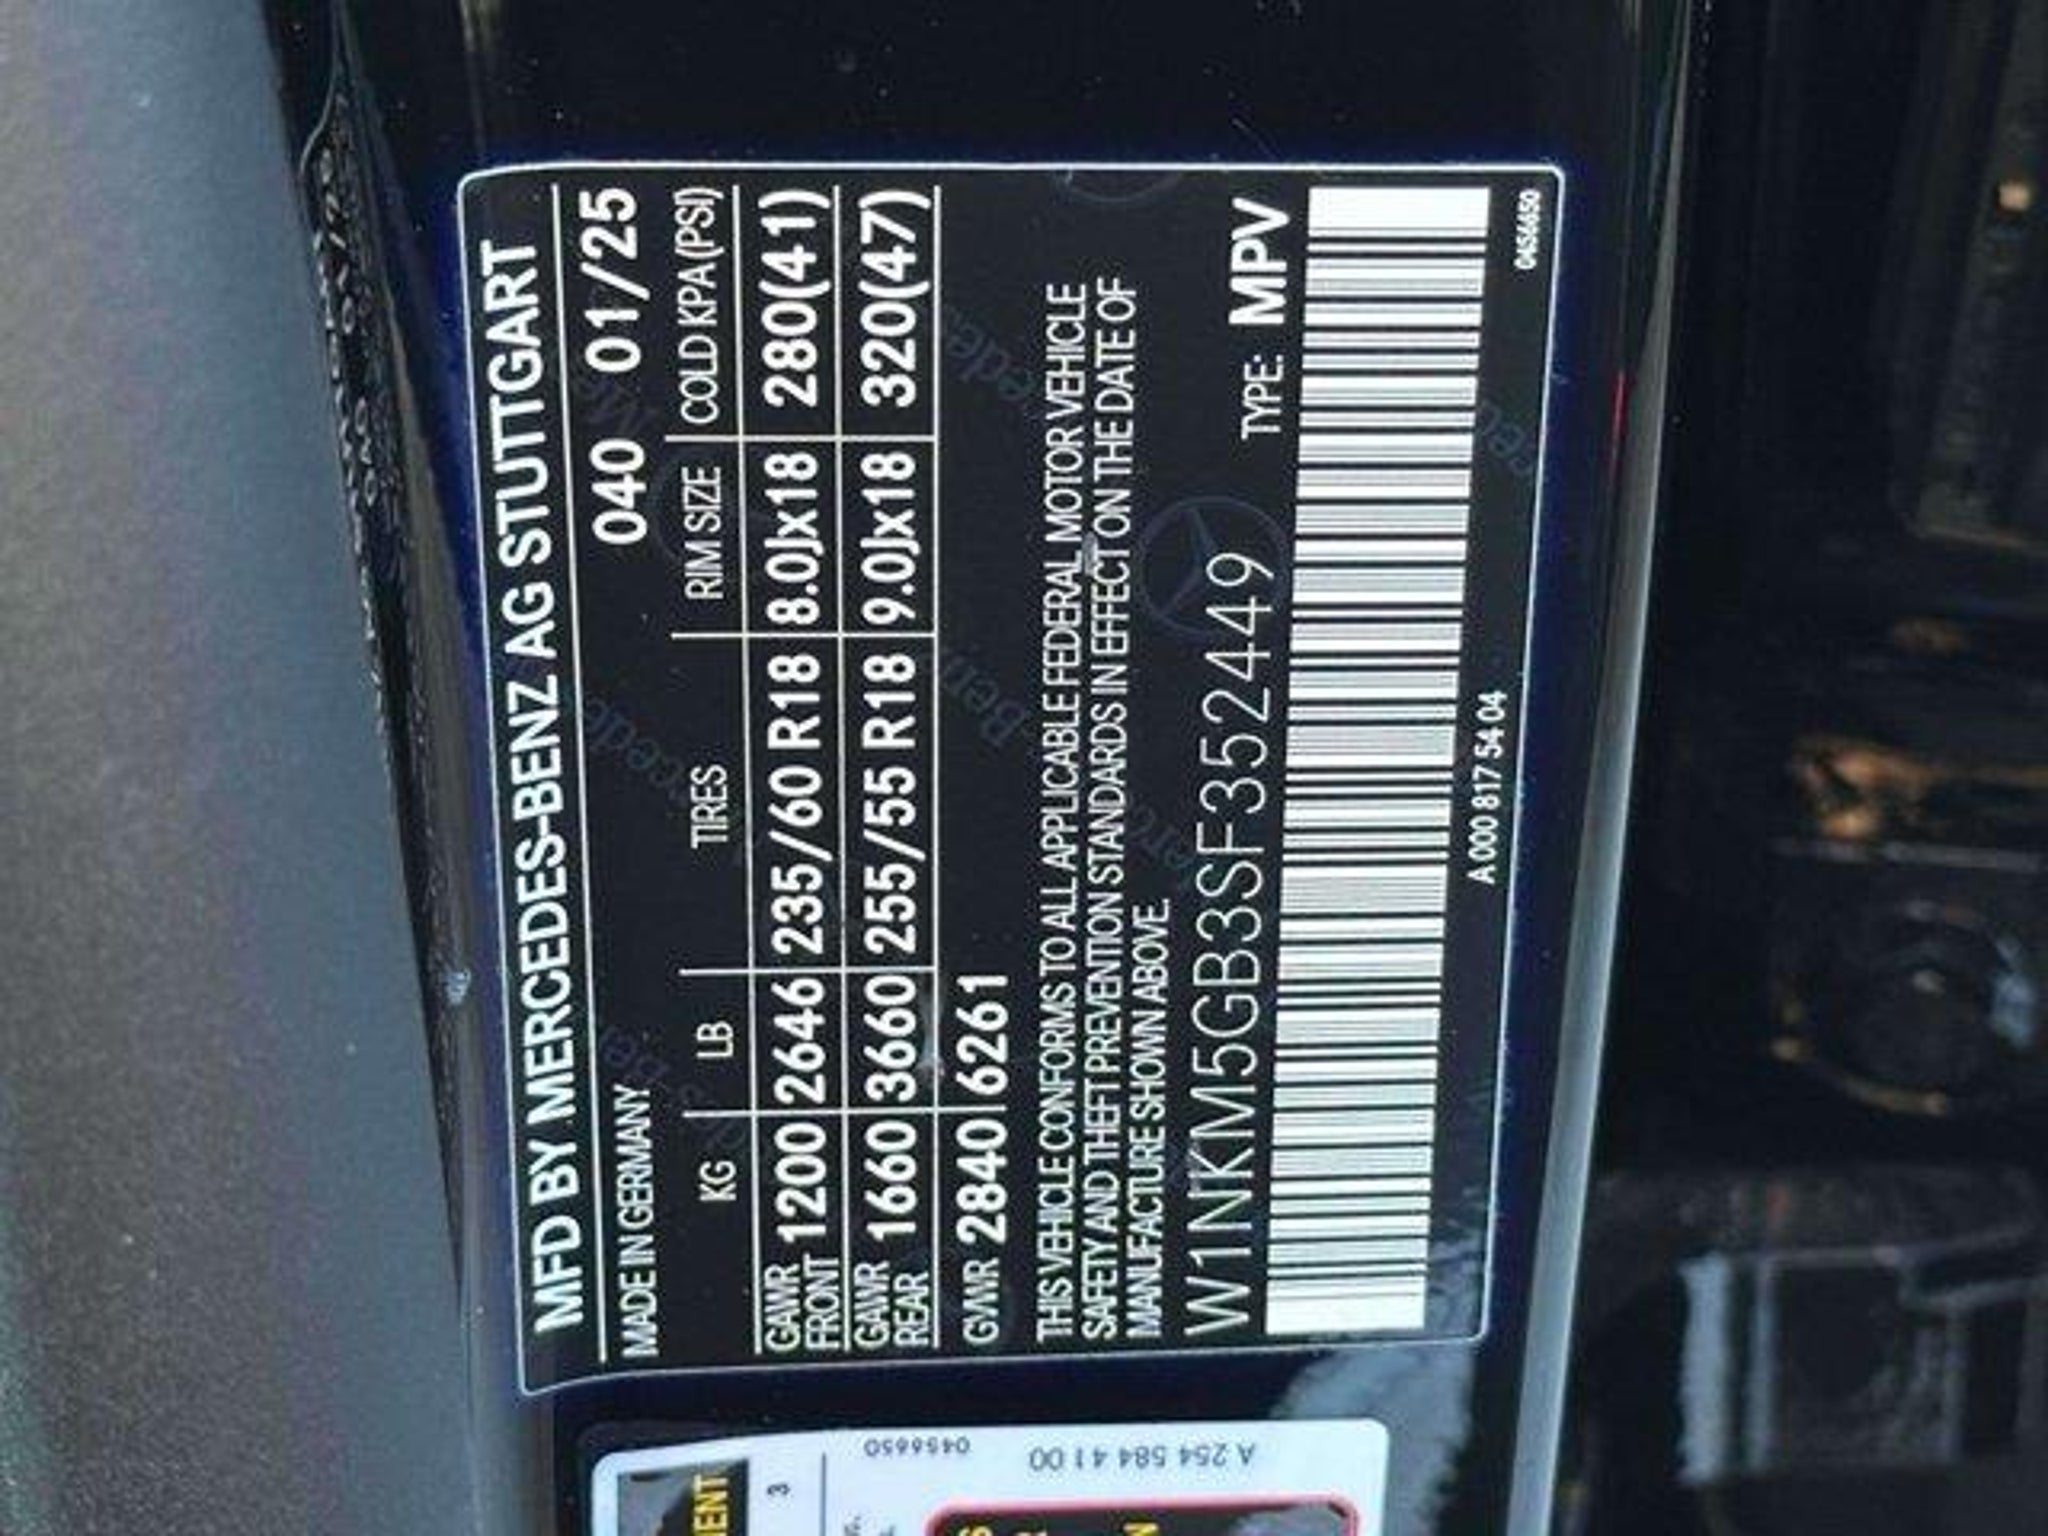 MFD BY MERCEDES-BENZ AG STUTTGART
MADE IN GERMANY 040 01/25
KG LB TIRES RIM SIZE COLD KPA (PSI)
GAWR FRONT 1200 2646 235/60 R18 8.0Jx18 280(41)
GAWR REAR 1660 3660 255/55 R18 9.0Jx18 320(47)
GVWR 2840 6261
THIS VEHICLE CONFORMS TO ALL APPLICABLE FEDERAL MOTOR VEHICLE
SAFETY AND THEFT PREVENTION STANDARDS IN EFFECT ON THE DATE OF
MANUFACTURE SHOWN ABOVE.
W1NKM5GB3SF352449 TYPE: MPV
A 000 817 54 04
0456650
0456650
A 254 584 41 00
3